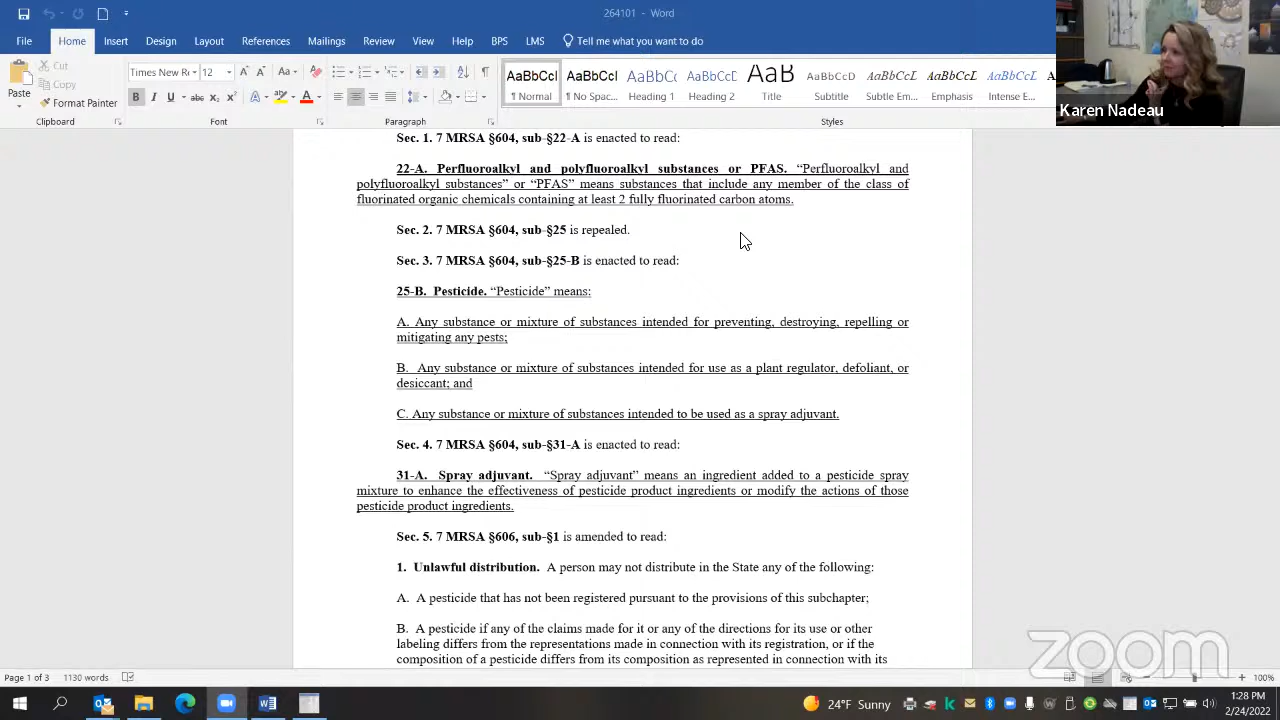 264101 - Word
File Home Insert Design Layout References Mailings Review View Help BPS LMS Tell me what you want to do
Paste
Cut
Copy
Format Painter
Clipboard
Times New Ro 12
Font
Paragraph
AaBbCcI AaBbCcI AaBbCcI AaBbCcD AaB AaBbCcD AaBbCcD AaBbCcD AaBbCcD
¶ Normal ¶ No Spac... Heading 1 Heading 2 Title Subtitle Subtle Em... Emphasis Intense E...
Styles
Karen Nadeau
Sec. 1. 7 MRSA §604, sub-§22-A is enacted to read:
22-A. Perfluoroalkyl and polyfluoroalkyl substances or PFAS. “Perfluoroalkyl and
polyfluoroalkyl substances” or “PFAS” means substances that include any member of the class of
fluorinated organic chemicals containing at least 2 fully fluorinated carbon atoms.
Sec. 2. 7 MRSA §604, sub-§25 is repealed.
Sec. 3. 7 MRSA §604, sub-§25-B is enacted to read:
25-B. Pesticide. “Pesticide” means:
A. Any substance or mixture of substances intended for preventing, destroying, repelling or
mitigating any pests;
B. Any substance or mixture of substances intended for use as a plant regulator, defoliant, or
desiccant; and
C. Any substance or mixture of substances intended to be used as a spray adjuvant.
Sec. 4. 7 MRSA §604, sub-§31-A is enacted to read:
31-A. Spray adjuvant. “Spray adjuvant” means an ingredient added to a pesticide spray
mixture to enhance the effectiveness of pesticide product ingredients or modify the actions of those
pesticide product ingredients.
Sec. 5. 7 MRSA §606, sub-§1 is amended to read:
1. Unlawful distribution. A person may not distribute in the State any of the following:
A. A pesticide that has not been registered pursuant to the provisions of this subchapter;
B. A pesticide if any of the claims made for it or any of the directions for its use or other
labeling differs from the representations made in connection with its registration, or if the
composition of a pesticide differs from its composition as represented in connection with its
zoom
Page 1 of 3 1130 words
100%
24°F Sunny
1:28 PM
2/24/2022